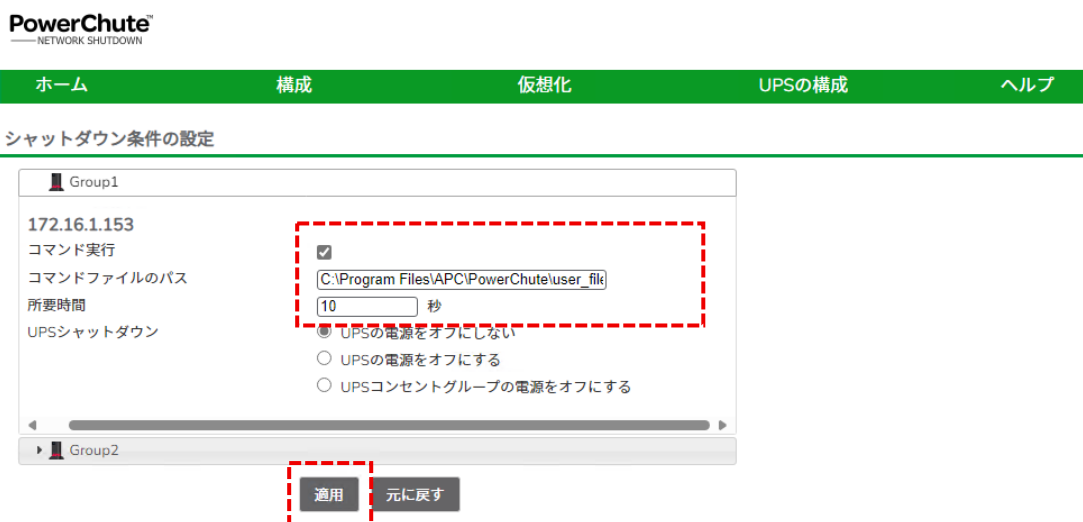 PowerChute™
NETWORK SHUTDOWN
ホーム 構成 仮想化 UPSの構成 ヘルプ
シャットダウン条件の設定
Group1
172.16.1.153
コマンド実行
コマンドファイルのパス C:\Program Files\APC\PowerChute\user_file
所要時間 10 秒
UPSシャットダウン UPSの電源をオフにしない
UPSの電源をオフにする
UPSコンセントグループの電源をオフにする
Group2
適用 元に戻す